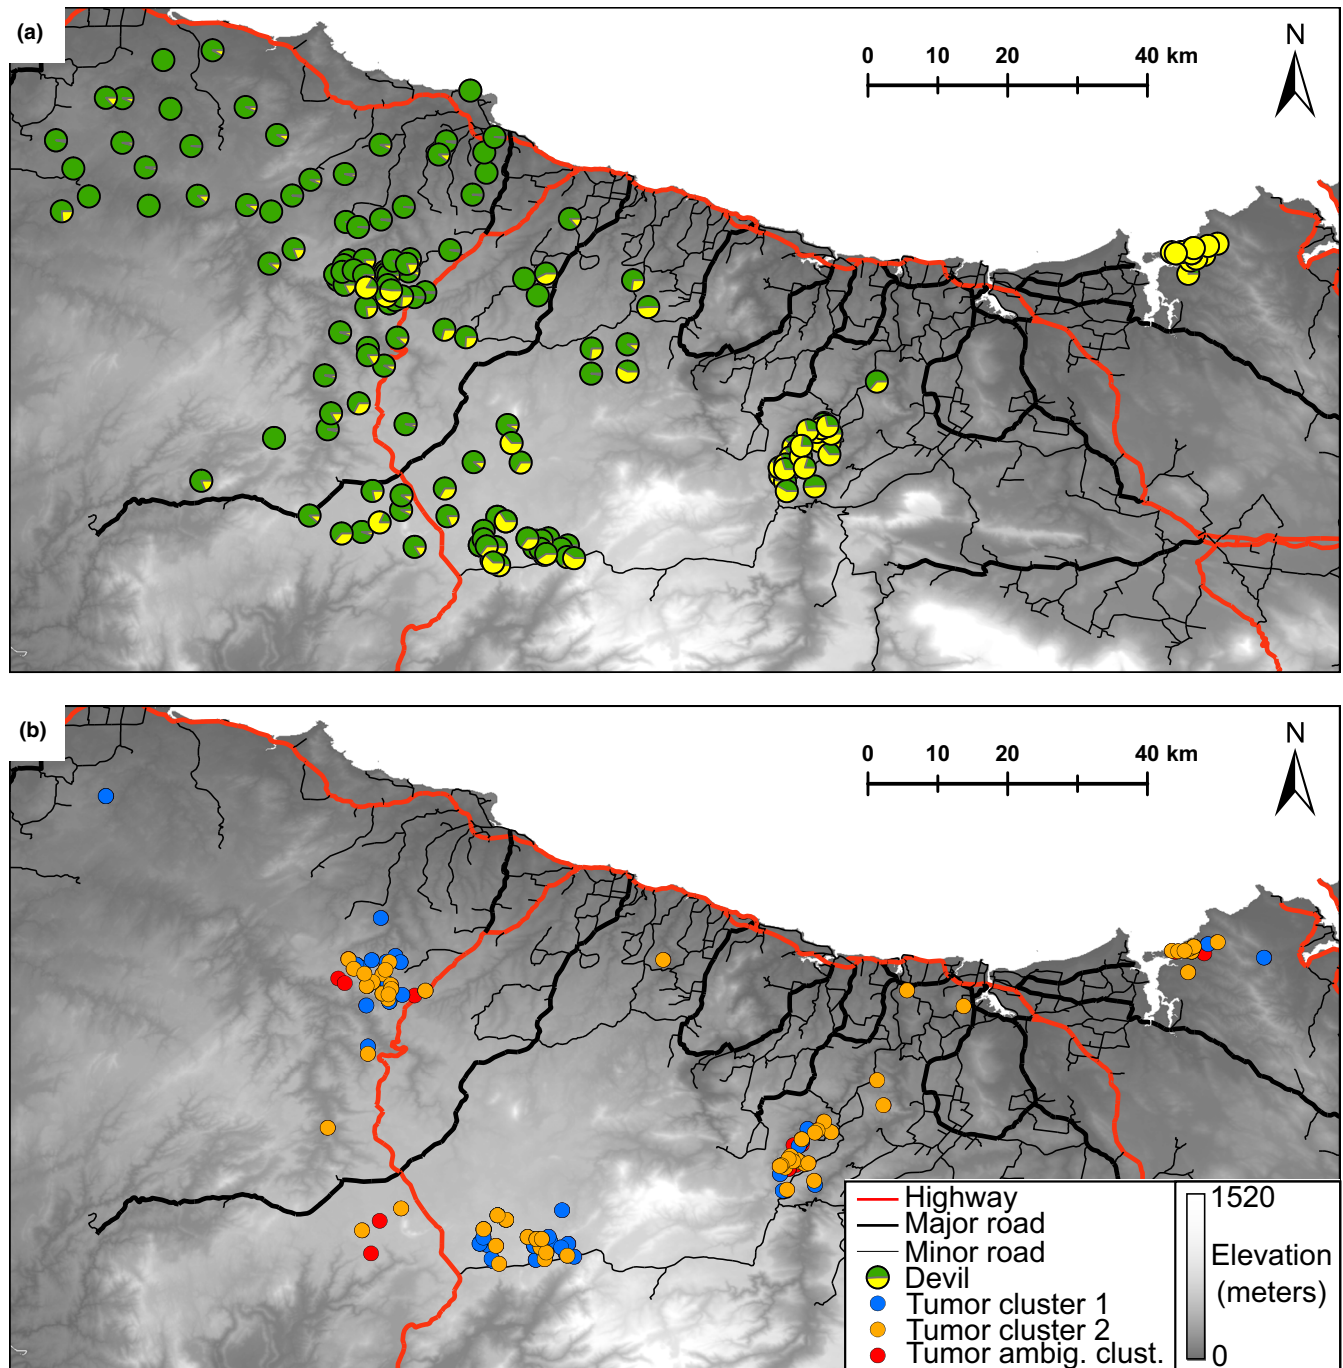 (a)
0 10 20 40 km
N
(b)
0 10 20 40 km
N
Highway
Major road
Minor road
Devil
Tumor cluster 1
Tumor cluster 2
Tumor ambig. clust.
1520
Elevation
(meters)
0